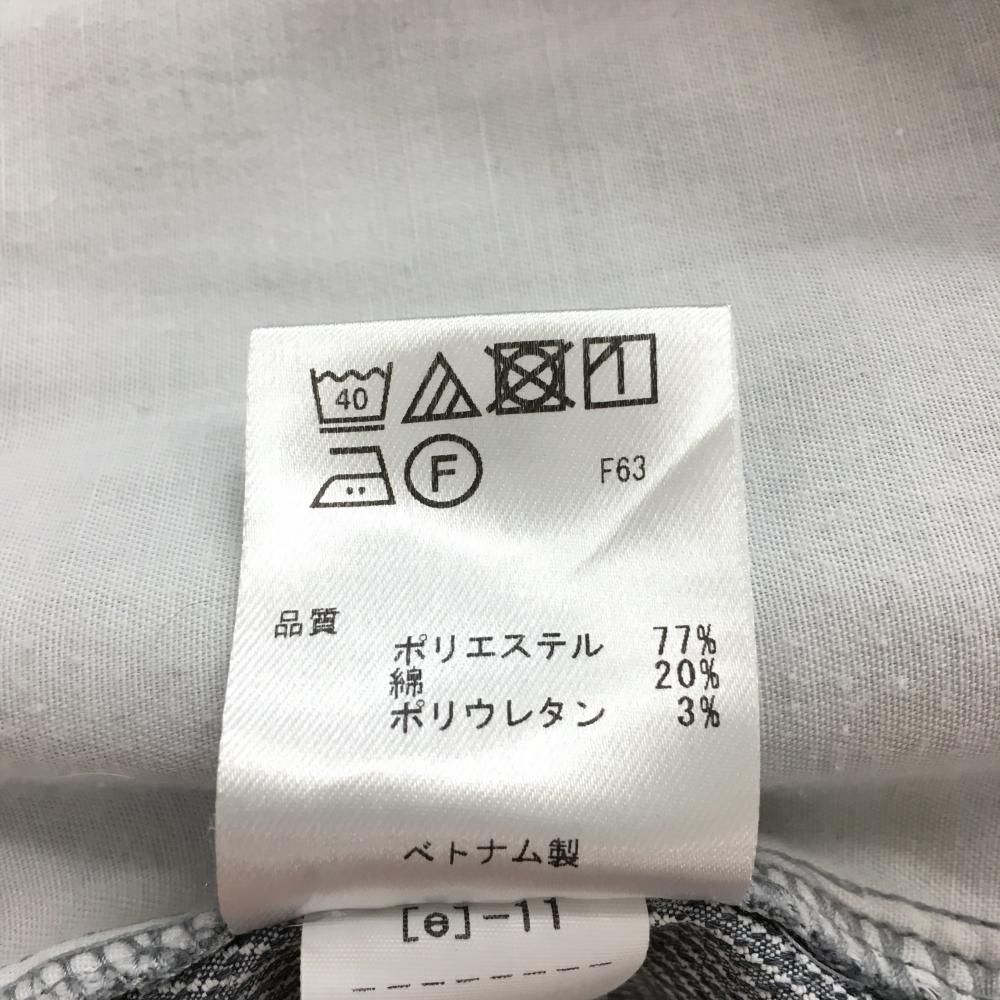 40
F F63
品質
ポリエステル 77%
綿 20%
ポリウレタン 3%
ベトナム製
[e]-11